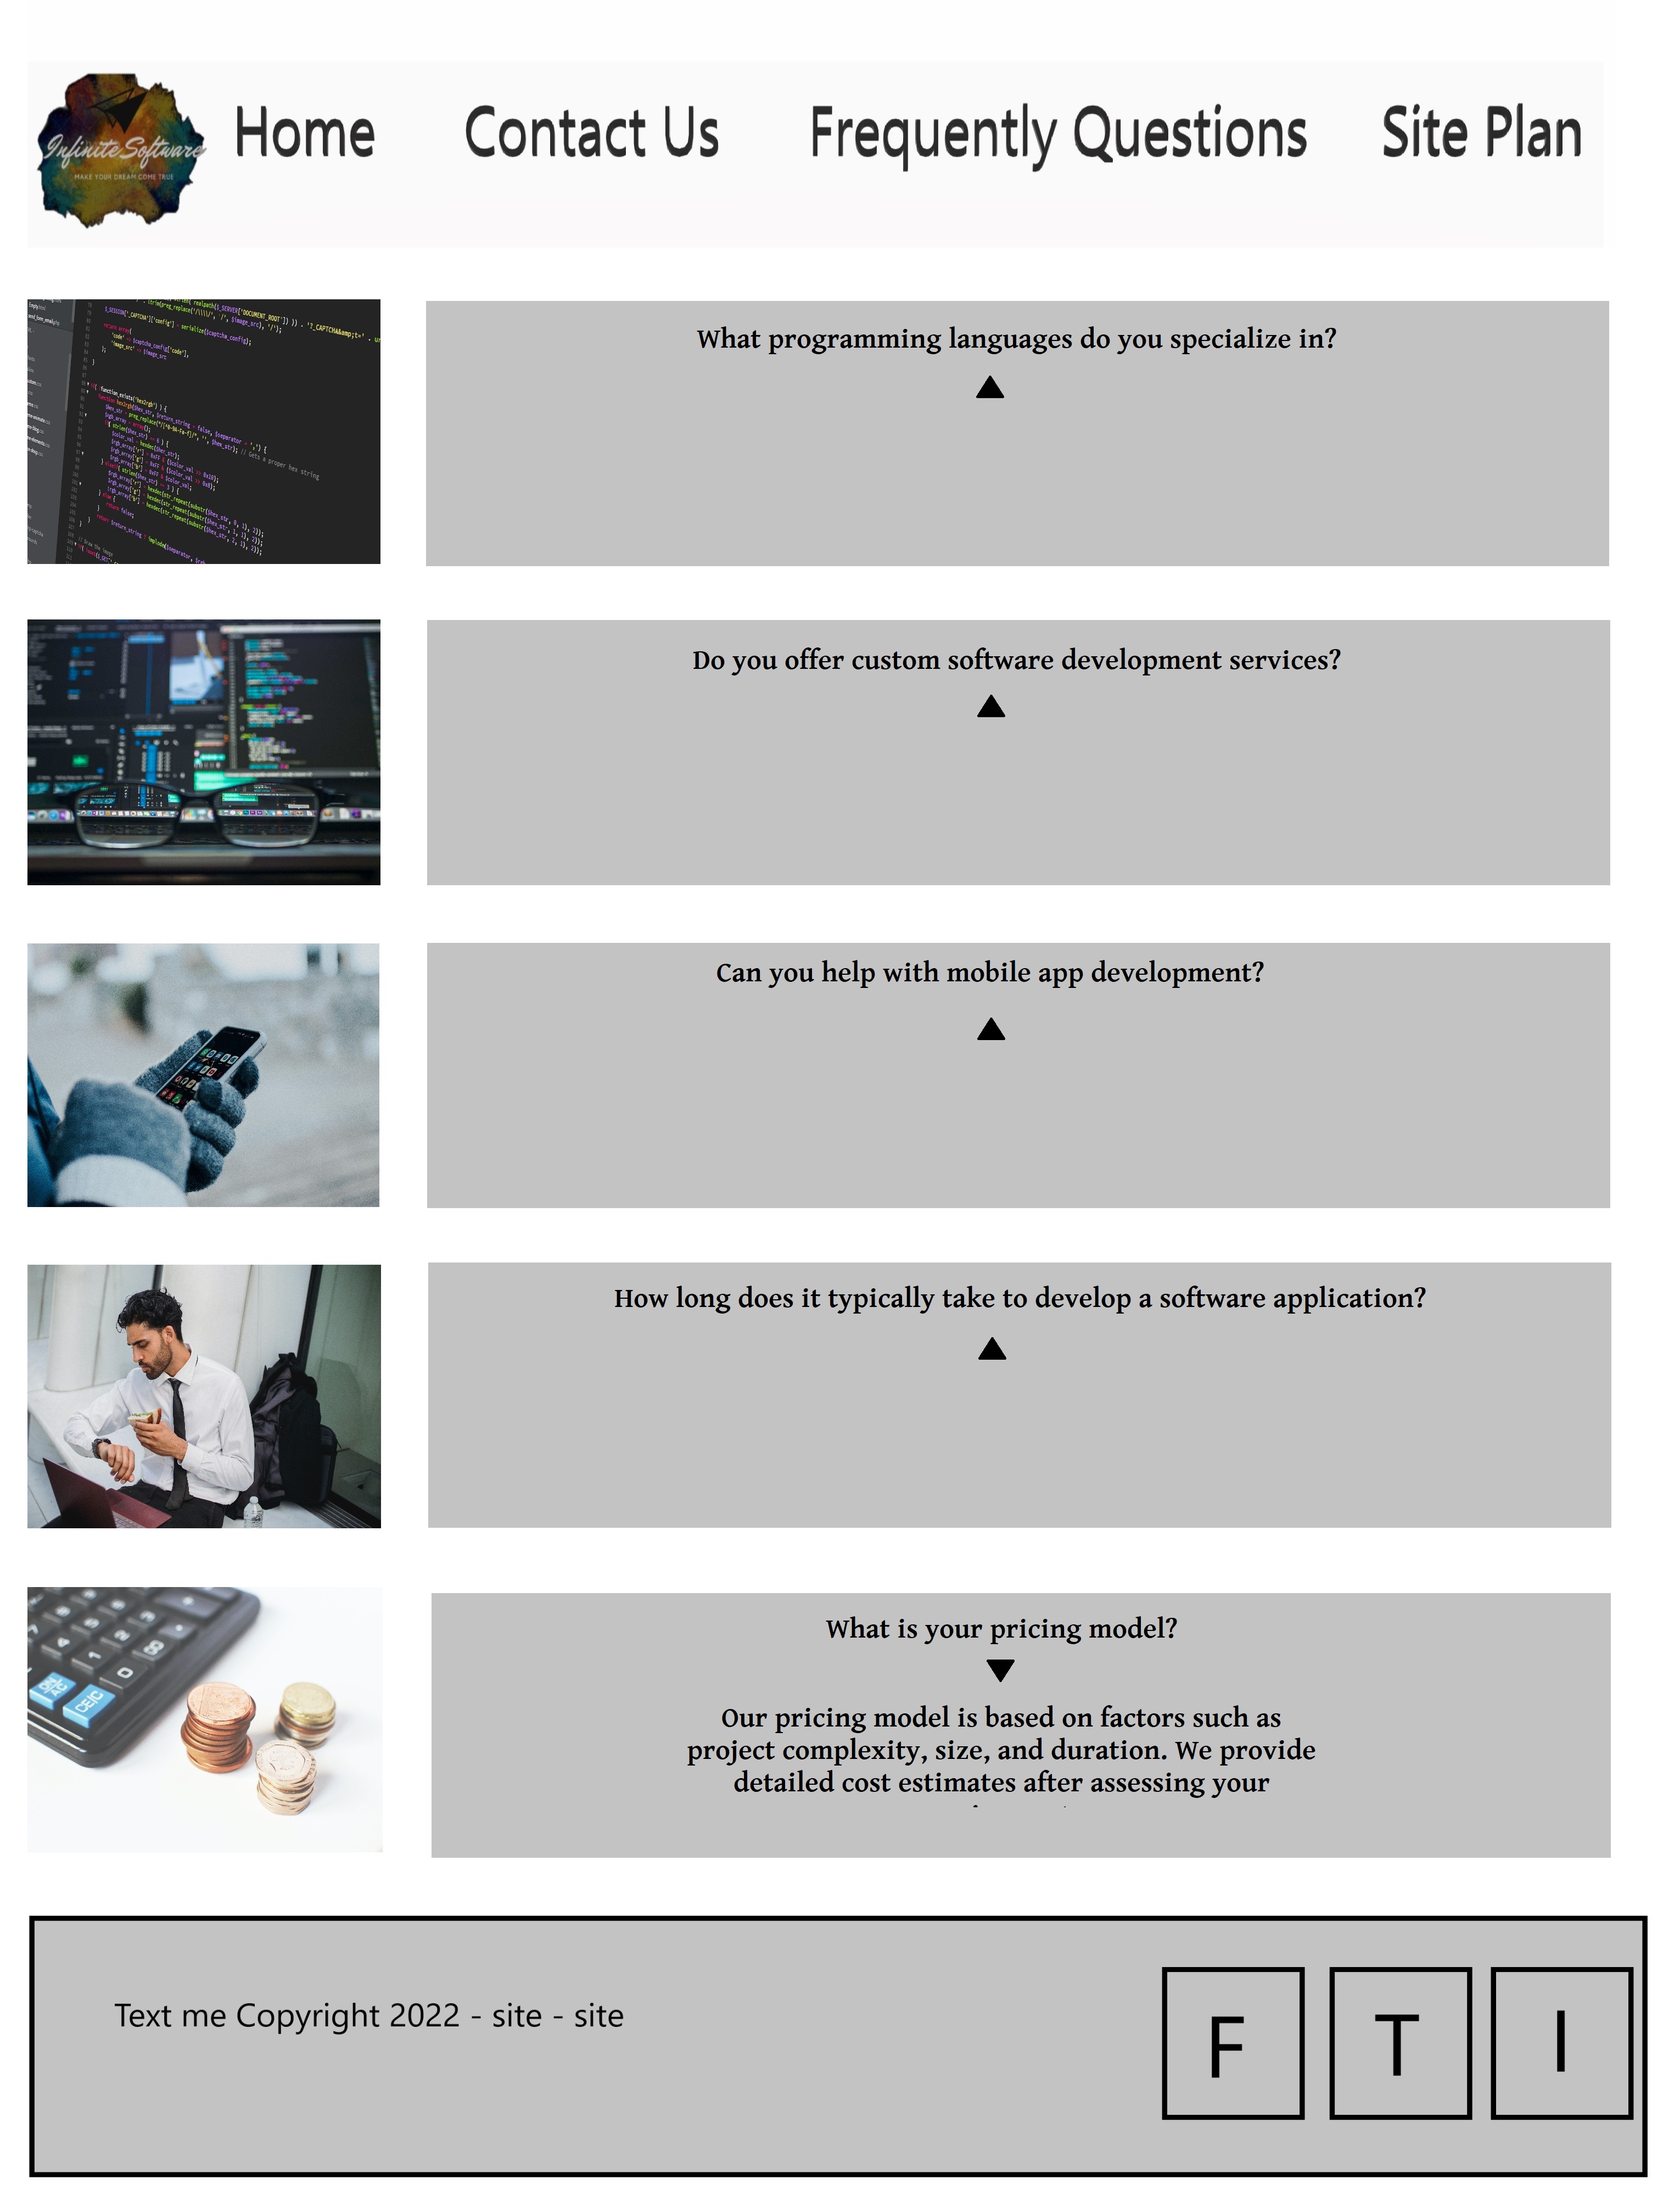 Infinite Software
MAKE YOUR DREAM COME TRUE
Home Contact Us Frequently Questions Site Plan
What programming languages do you specialize in?
Do you offer custom software development services?
Can you help with mobile app development?
How long does it typically take to develop a software application?
What is your pricing model?
Our pricing model is based on factors such as
project complexity, size, and duration. We provide
detailed cost estimates after assessing your
Text me Copyright 2022 - site - site
F T I